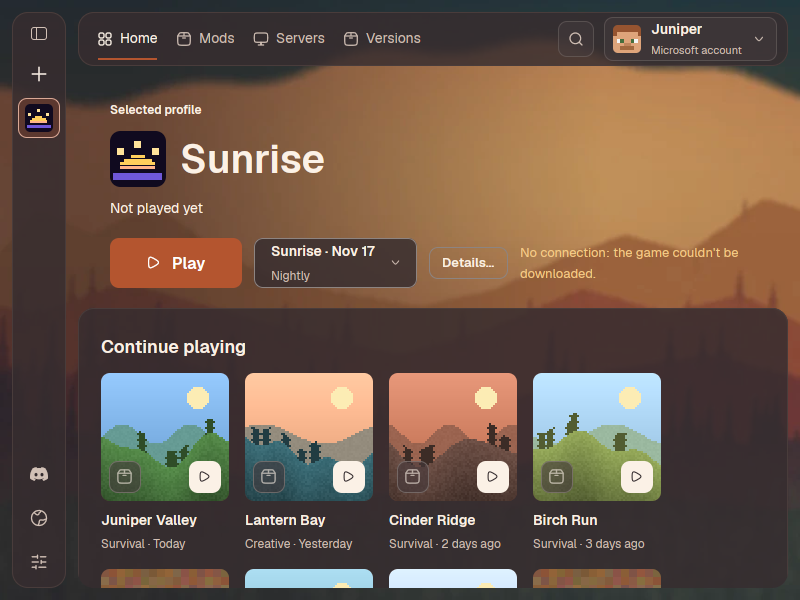 Home
Mods
Servers
Versions
Juniper
Microsoft account
Selected profile
Sunrise
Not played yet
Play
Sunrise · Nov 17
Nightly
Details...
No connection: the game couldn't be
downloaded.
Continue playing
Juniper Valley
Survival · Today
Lantern Bay
Creative · Yesterday
Cinder Ridge
Survival · 2 days ago
Birch Run
Survival · 3 days ago